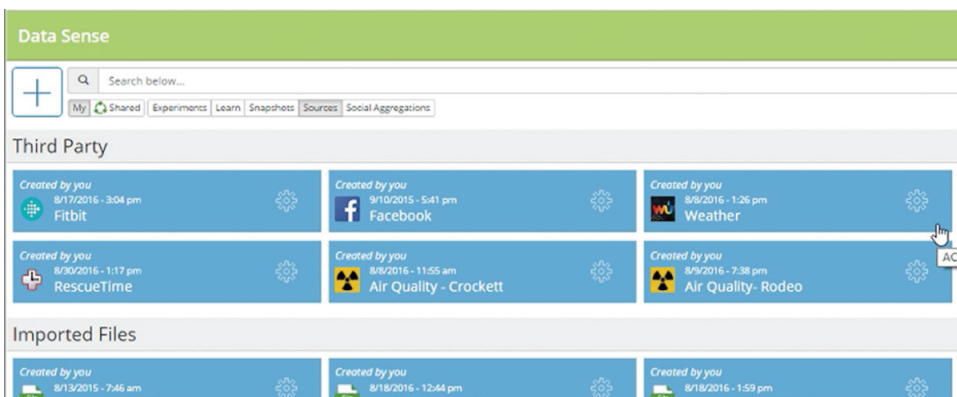 Data Sense
Search below...
My Shared Experiments Learn Snapshots Sources Social Aggregations
Third Party
Created by you
8/17/2016 - 3:04 pm
Fitbit
Created by you
9/10/2015 - 5:41 pm
Facebook
Created by you
8/8/2016 - 1:26 pm
Weather
Created by you
8/30/2016 - 1:17 pm
RescueTime
Created by you
8/8/2016 - 11:55 am
Air Quality - Crockett
Created by you
8/9/2016 - 7:38 pm
Air Quality- Rodeo
AC
Imported Files
Created by you
8/13/2015 - 7:46 am
Created by you
8/18/2016 - 12:44 pm
Created by you
8/18/2016 - 1:59 pm